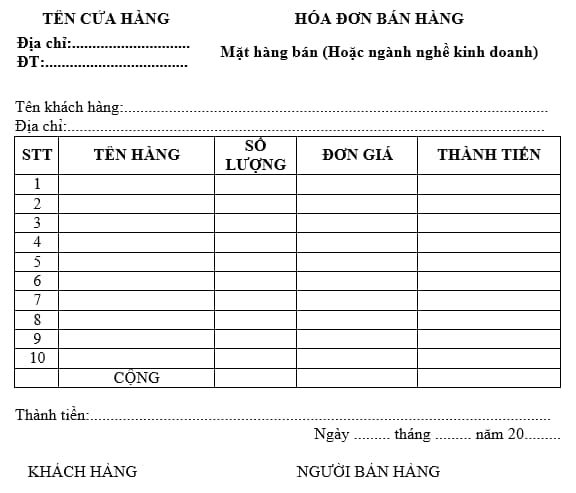 TÊN CỬA HÀNG
HÓA ĐƠN BÁN HÀNG
Địa chỉ:..............................
ĐT:....................................
Mặt hàng bán (Hoặc ngành nghề kinh doanh)
Tên khách hàng:..........................................................................................................
Địa chỉ:........................................................................................................................
STT TÊN HÀNG SỐ LƯỢNG ĐƠN GIÁ THÀNH TIỀN
1
2
3
4
5
6
7
8
9
10
CỘNG
Thành tiền:...................................................................................................................
Ngày ......... tháng ......... năm 20.........
KHÁCH HÀNG NGƯỜI BÁN HÀNG